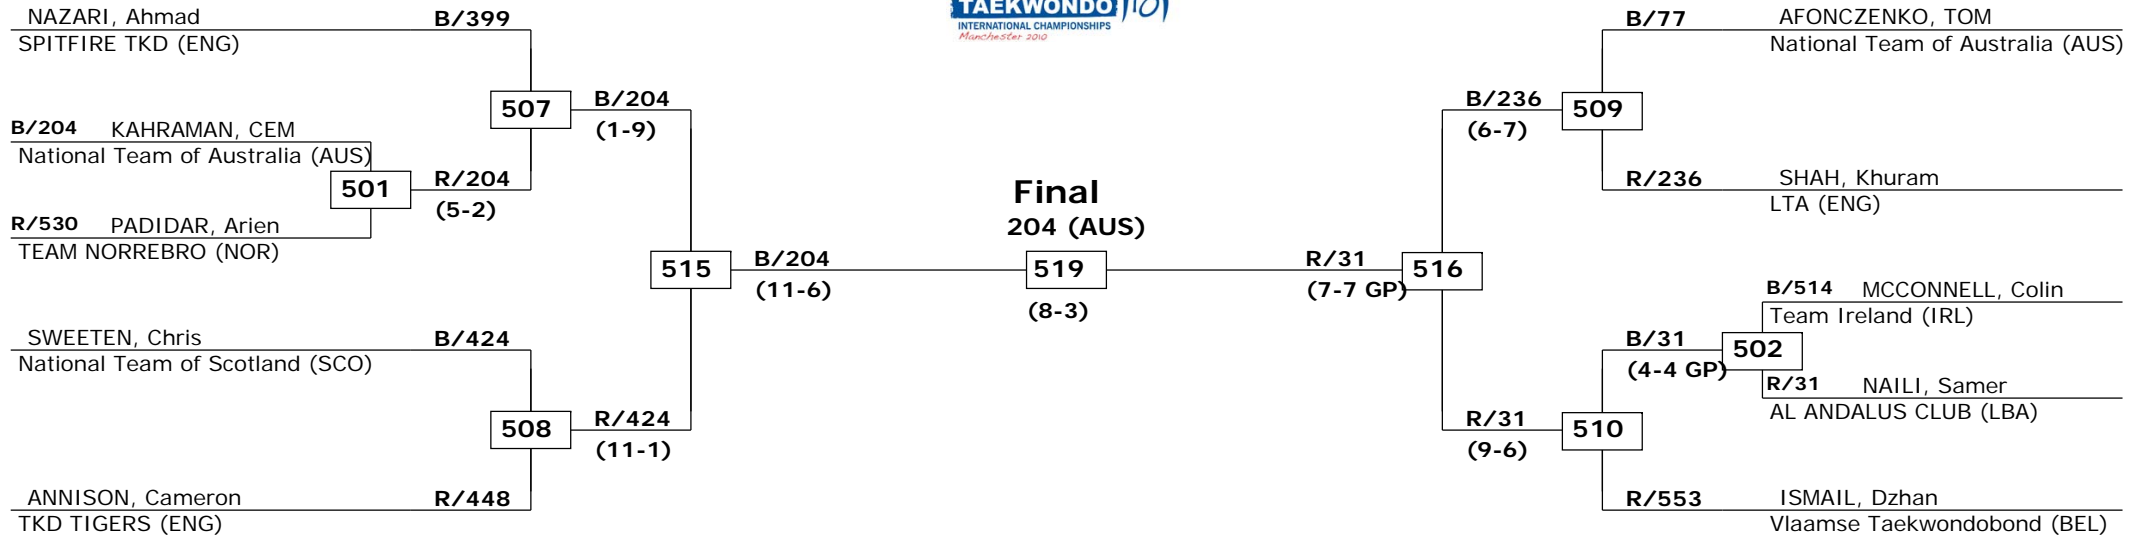 TAEKWONDO
INTERNATIONAL CHAMPIONSHIPS
Manchester 2010
NAZARI, Ahmad
B/399
SPITFIRE TKD (ENG)
507
B/204
(1-9)
B/204
KAHRAMAN, CEM
National Team of Australia (AUS)
501
R/204
(5-2)
R/530
PADIDAR, Arien
TEAM NORREBRO (NOR)
515
B/204
(11-6)
SWEETEN, Chris
B/424
National Team of Scotland (SCO)
508
R/424
(11-1)
ANNISON, Cameron
R/448
TKD TIGERS (ENG)
Final
204 (AUS)
519
(8-3)
B/77
AFONCZENKO, TOM
National Team of Australia (AUS)
B/236
(6-7)
509
R/236
SHAH, Khuram
LTA (ENG)
R/31
(7-7 GP)
516
B/514
MCCONNELL, Colin
Team Ireland (IRL)
B/31
(4-4 GP)
502
R/31
NAILI, Samer
AL ANDALUS CLUB (LBA)
R/31
(9-6)
510
R/553
ISMAIL, Dzhan
Vlaamse Taekwondobond (BEL)